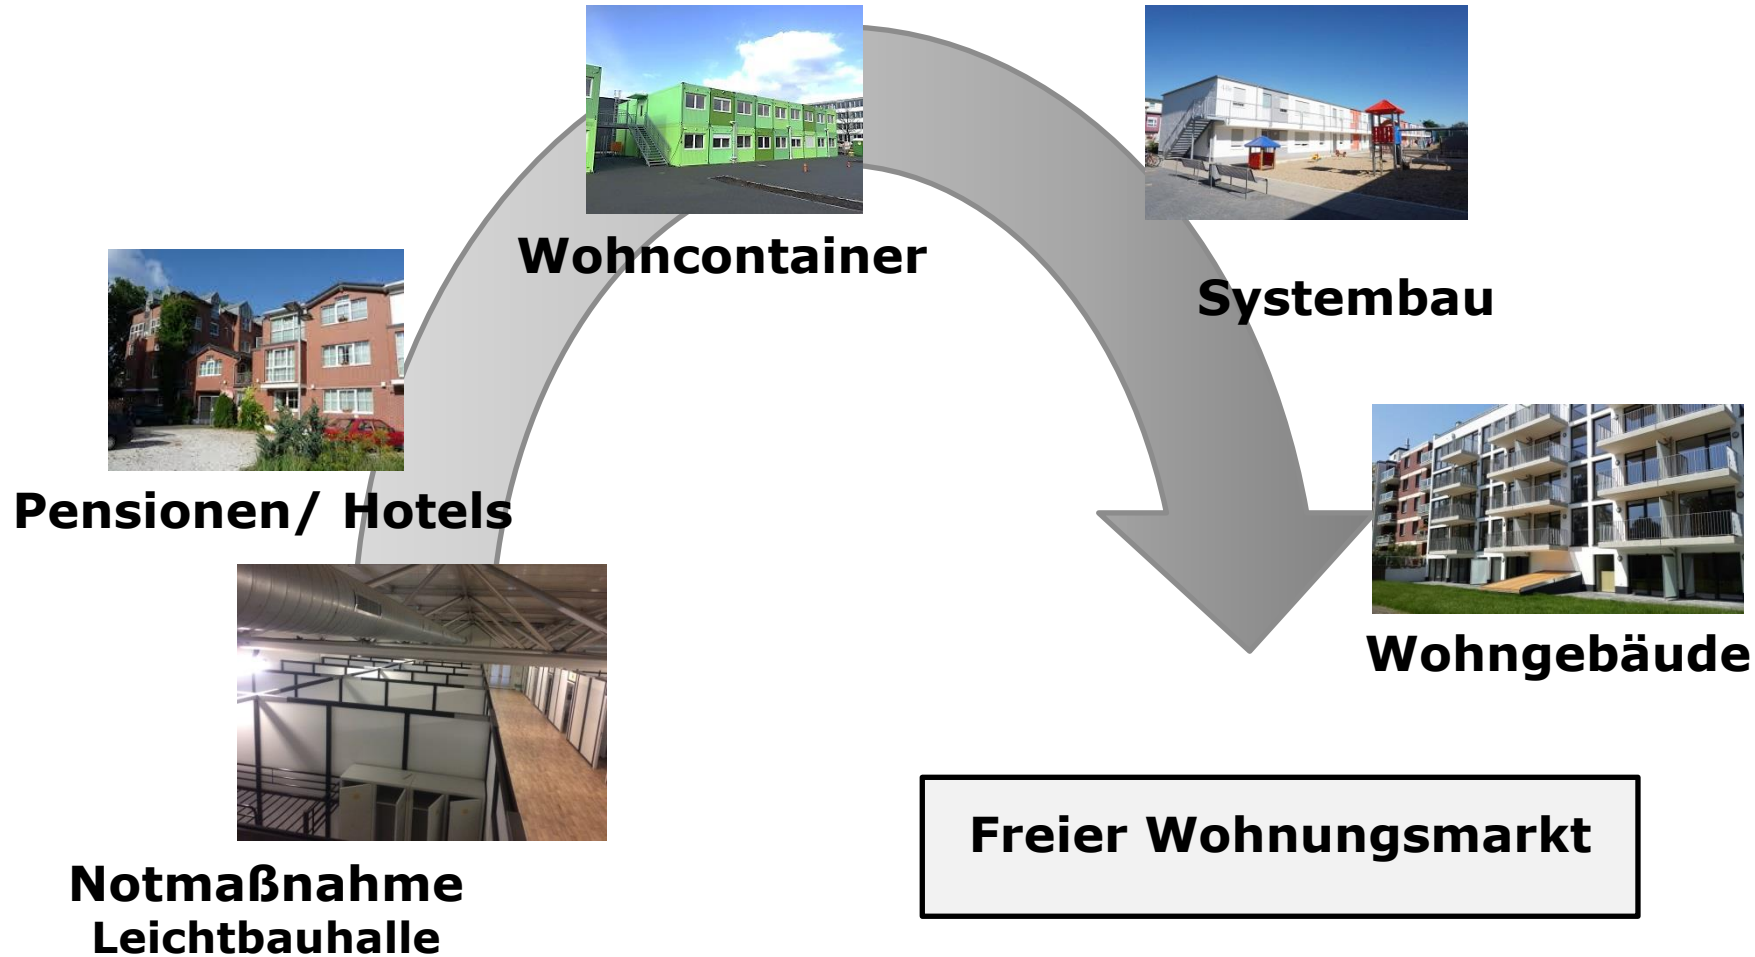 Wohncontainer
Systembau
Pensionen/ Hotels
Wohngebäude
Freier Wohnungsmarkt
Notmaßnahme
Leichtbauhalle